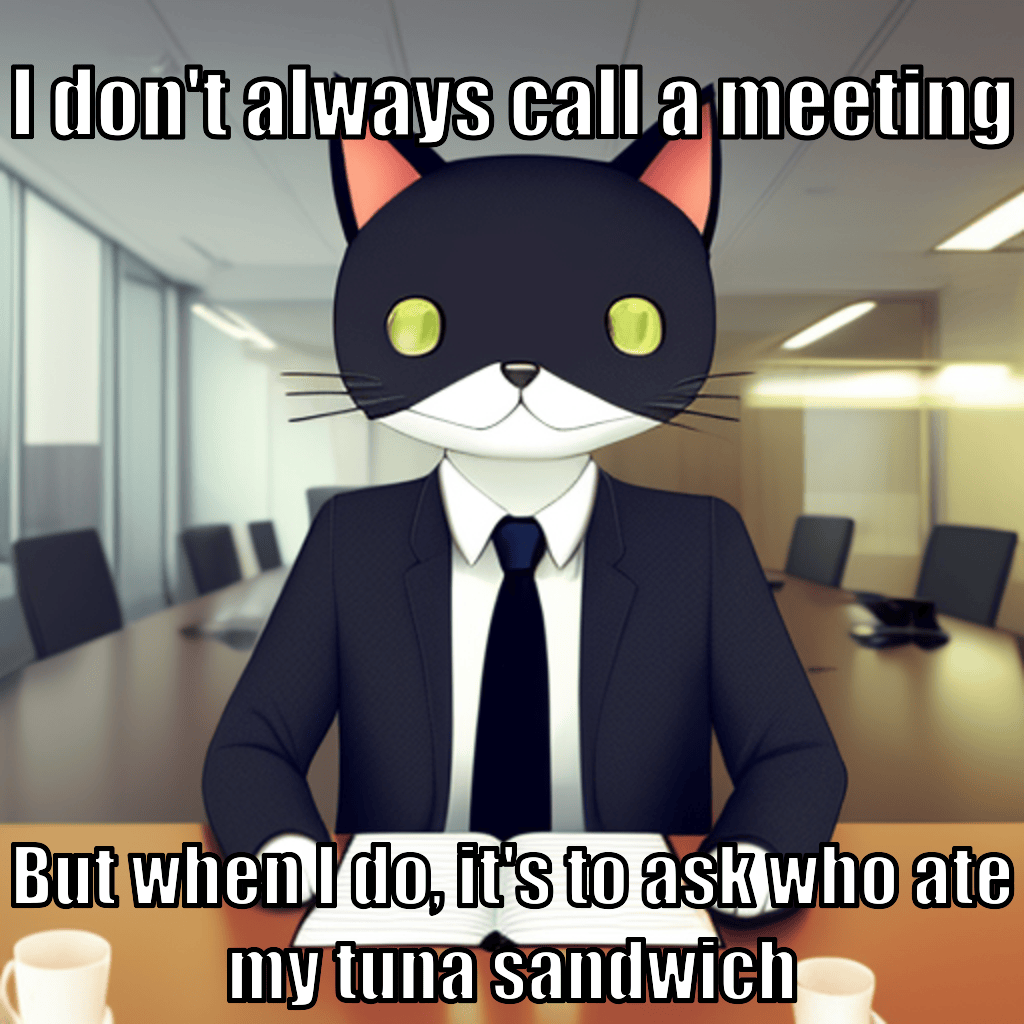 I don't always call a meeting
But when I do, it's to ask who ate
my tuna sandwich